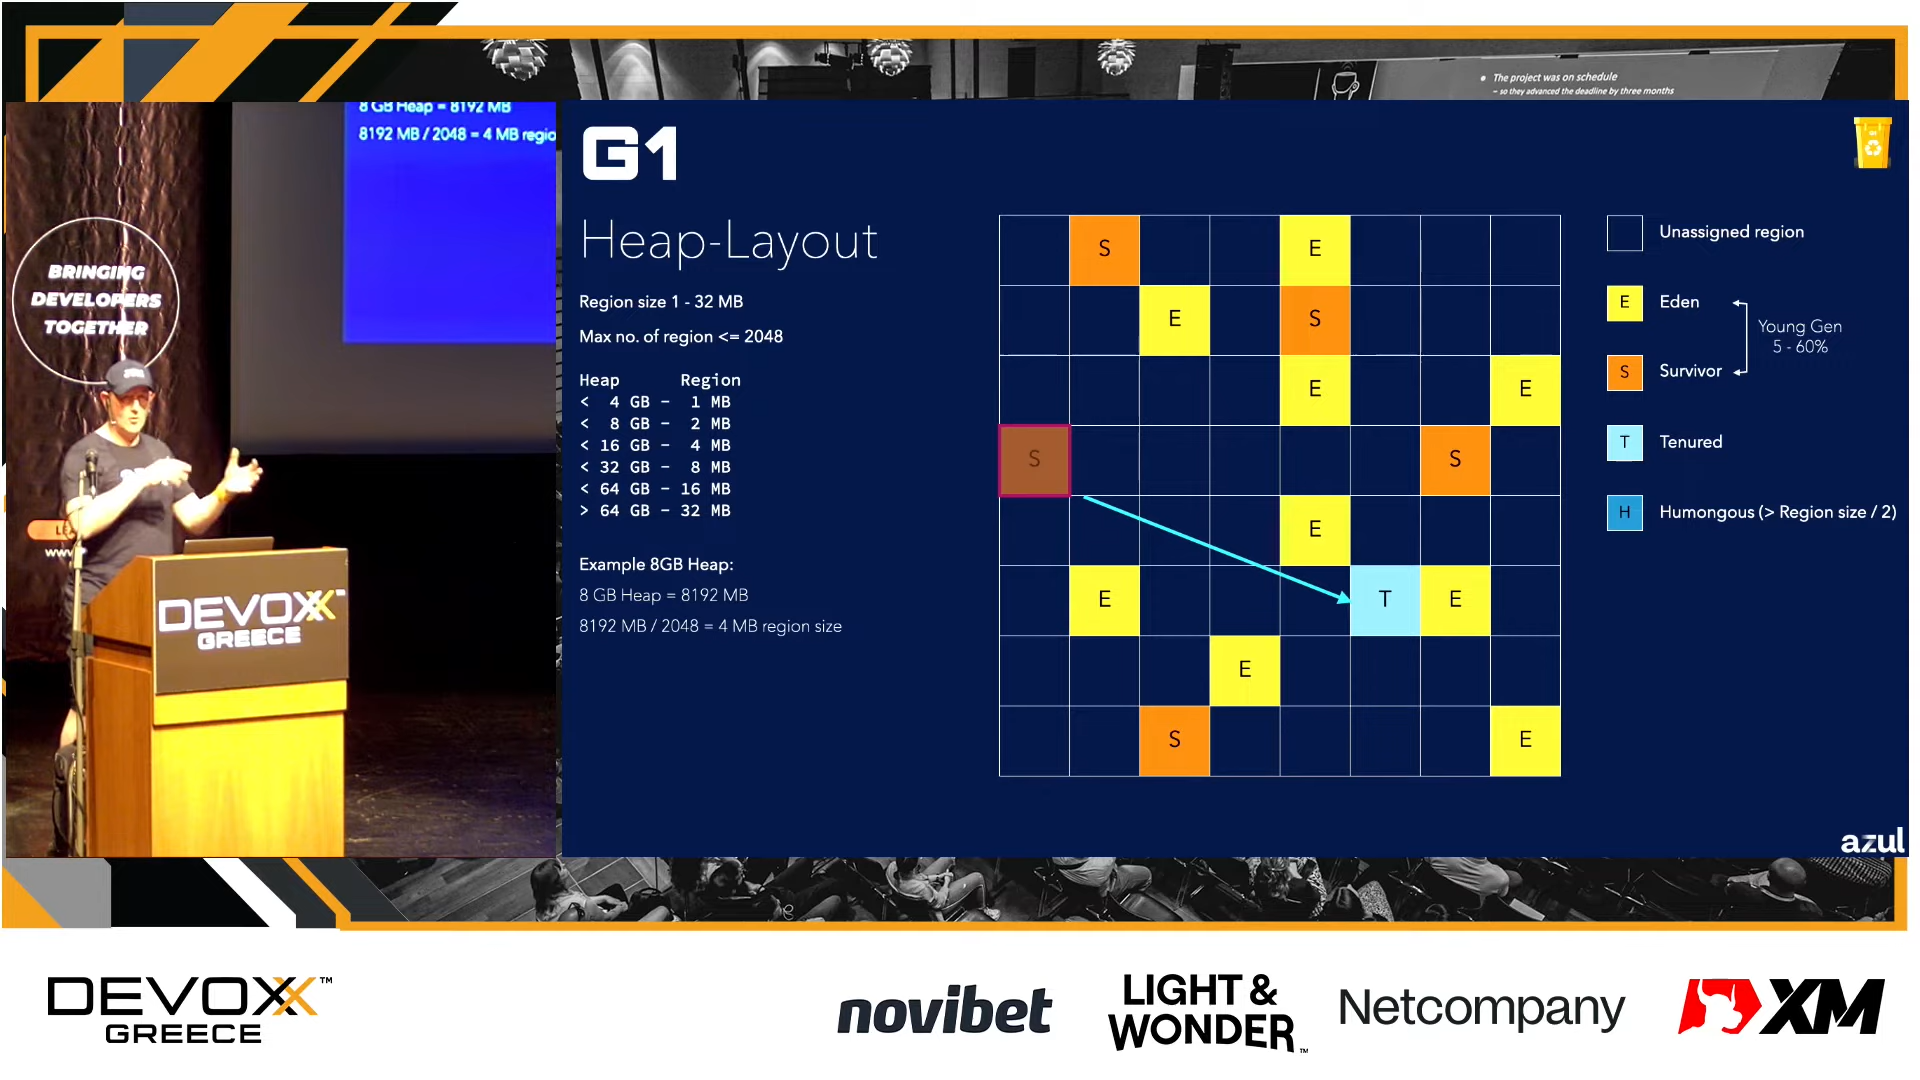 ● The project was on schedule
– so they advanced the deadline by three months
8 GB Heap = 8192 MB
8192 MB / 2048 = 4 MB regio
BRINGING
DEVELOPERS
TOGETHER
DEVOXX™
GREECE
G1
Heap-Layout
Region size 1 - 32 MB
Max no. of region <= 2048
Heap Region
< 4 GB - 1 MB
< 8 GB - 2 MB
< 16 GB - 4 MB
< 32 GB - 8 MB
< 64 GB - 16 MB
> 64 GB - 32 MB
Example 8GB Heap:
8 GB Heap = 8192 MB
8192 MB / 2048 = 4 MB region size
S E
E S
E E
S S
E
E T E
E
S E
Unassigned region
E Eden
Young Gen
5 - 60%
S Survivor
T Tenured
H Humongous (> Region size / 2)
azul
DEVOXX™
GREECE
novibet
LIGHT &
WONDER™
Netcompany
XM